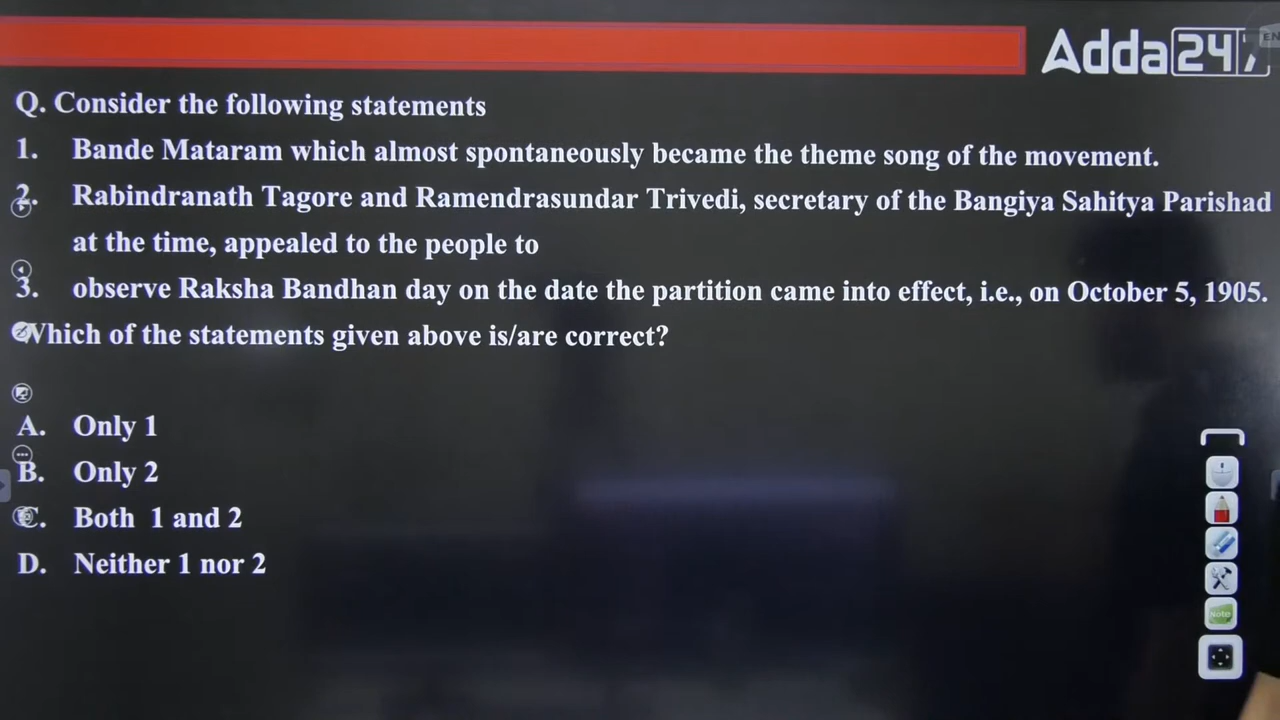 Adda247
EN
Q. Consider the following statements
1. Bande Mataram which almost spontaneously became the theme song of the movement.
2. Rabindranath Tagore and Ramendrasundar Trivedi, secretary of the Bangiya Sahitya Parishad
at the time, appealed to the people to
3. observe Raksha Bandhan day on the date the partition came into effect, i.e., on October 5, 1905.
Which of the statements given above is/are correct?
A. Only 1
B. Only 2
C. Both 1 and 2
D. Neither 1 nor 2
Note